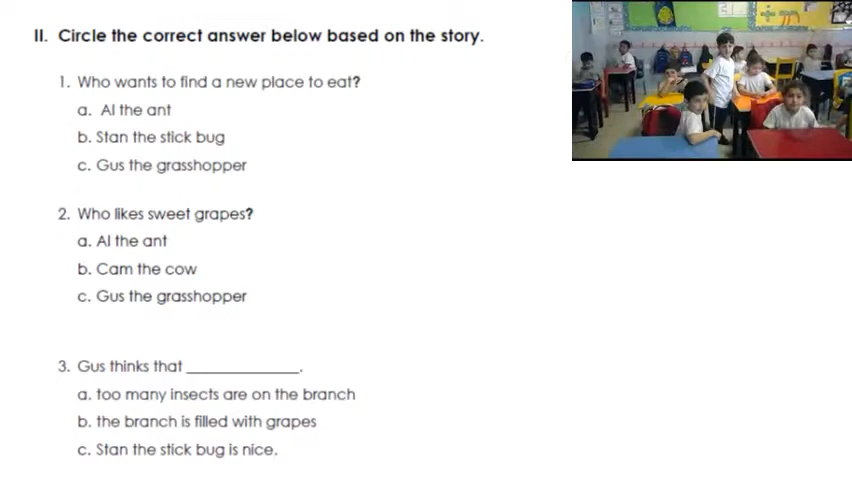 II. Circle the correct answer below based on the story.
1. Who wants to find a new place to eat?
a. Al the ant
b. Stan the stick bug
c. Gus the grasshopper
2. Who likes sweet grapes?
a. Al the ant
b. Cam the cow
c. Gus the grasshopper
3. Gus thinks that ______________.
a. too many insects are on the branch
b. the branch is filled with grapes
c. Stan the stick bug is nice.